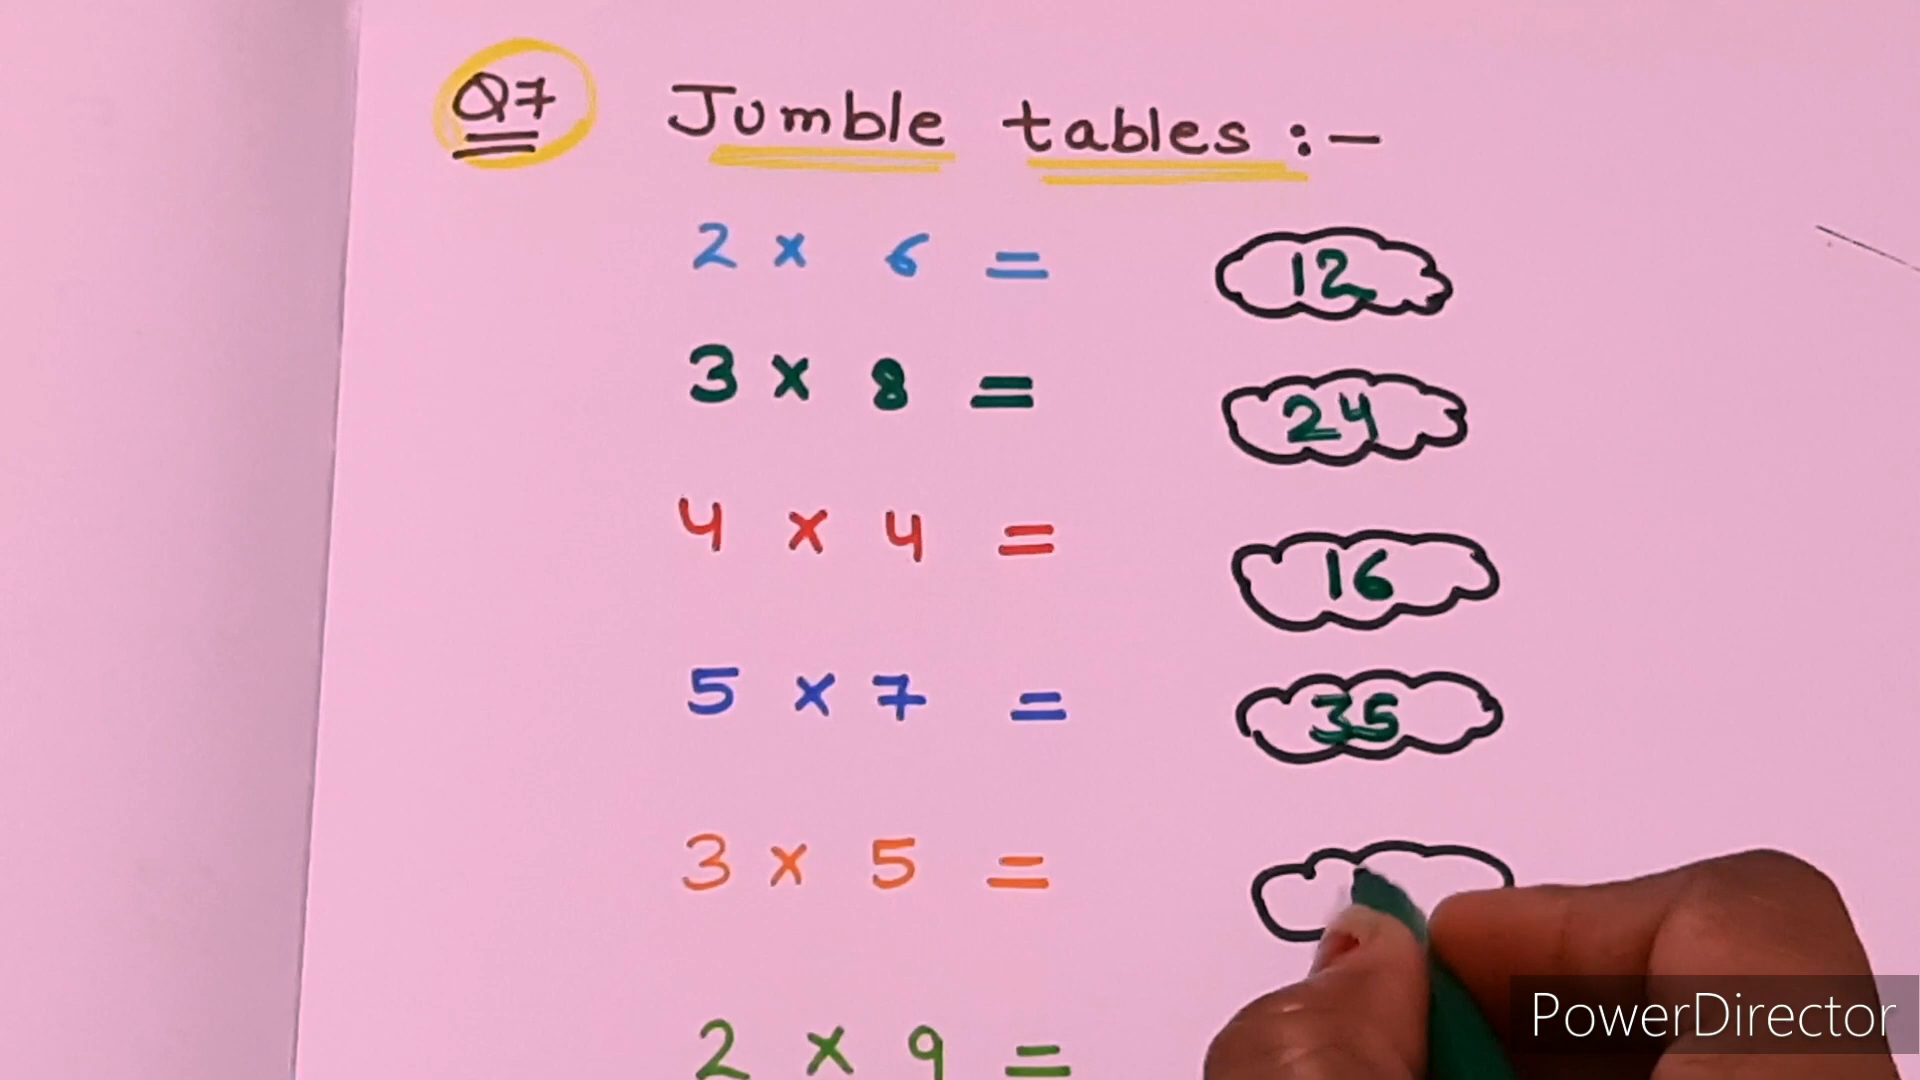 Q7 Jumble tables :-
2 × 6 = 12
3 × 8 = 24
4 × 4 = 16
5 × 7 = 35
3 × 5 =
2 × 9 =
PowerDirector